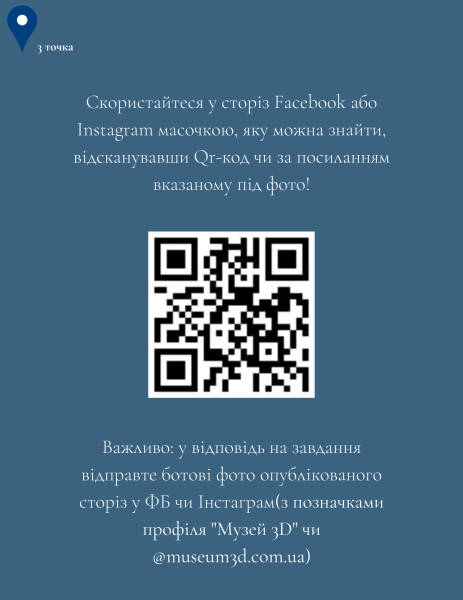 3 точка
Скористайтеся у сторіз Facebook або
Instagram масочкою, яку можна знайти,
відсканувавши Qr-код чи за посиланням
вказаному під фото!
Важливо: у відповідь на завдання
відправте ботові фото опублікованого
сторіз у ФБ чи Інстаграм(з позначками
профіля "Музей 3D" чи
@museum3d.com.ua)